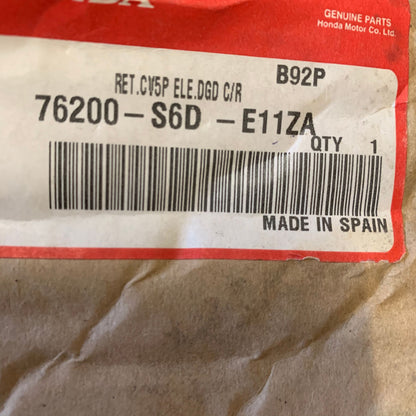 HONDA
GENUINE PARTS
Honda Motor Co., Ltd.
B92P
RET.CV5P ELE.DGD C/R
76200-S6D -E11ZA
QTY 1
MADE IN SPAIN